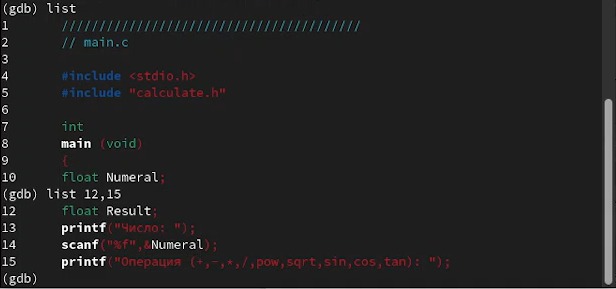 (gdb) list
1 ////////////////////////////////////////
2 // main.c
3
4 #include <stdio.h>
5 #include "calculate.h"
6
7 int
8 main (void)
9 {
10 float Numeral;
(gdb) list 12,15
12 float Result;
13 printf("Число: ");
14 scanf("%f",&Numeral);
15 printf("Операция (+,-,*,/,pow,sqrt,sin,cos,tan): ");
(gdb)